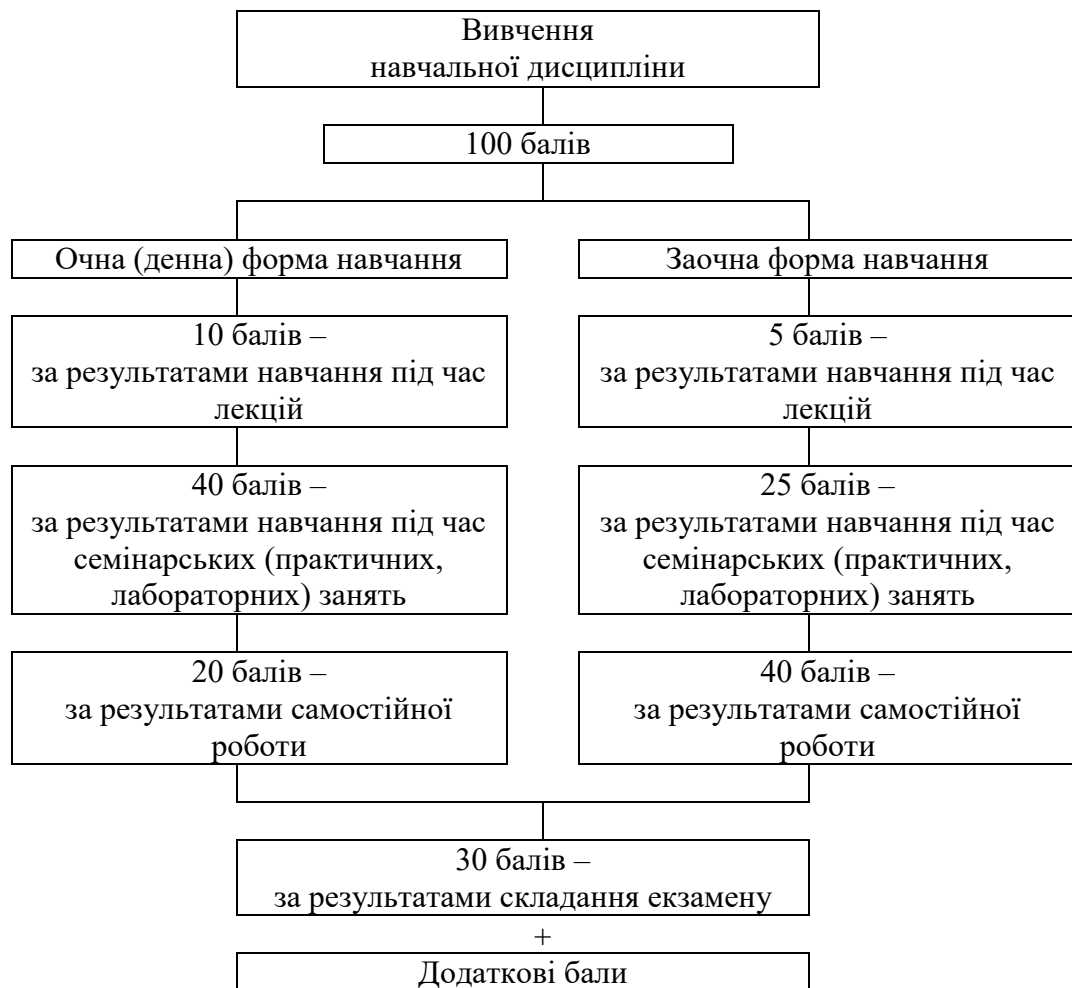 Вивчення
навчальної дисципліни
100 балів
Очна (денна) форма навчання
Заочна форма навчання
10 балів –
за результатами навчання під час
лекцій
5 балів –
за результатами навчання під час
лекцій
40 балів –
за результатами навчання під час
семінарських (практичних,
лабораторних) занять
25 балів –
за результатами навчання під час
семінарських (практичних,
лабораторних) занять
20 балів –
за результатами самостійної
роботи
40 балів –
за результатами самостійної
роботи
30 балів –
за результатами складання екзамену
+
Додаткові бали